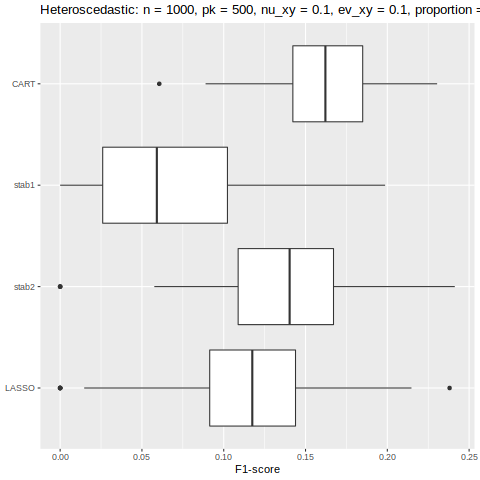 Heteroscedastic: n = 1000, pk = 500, nu_xy = 0.1, ev_xy = 0.1, proportion =
CART
stab1
stab2
LASSO
0.00 0.05 0.10 0.15 0.20 0.25
F1-score